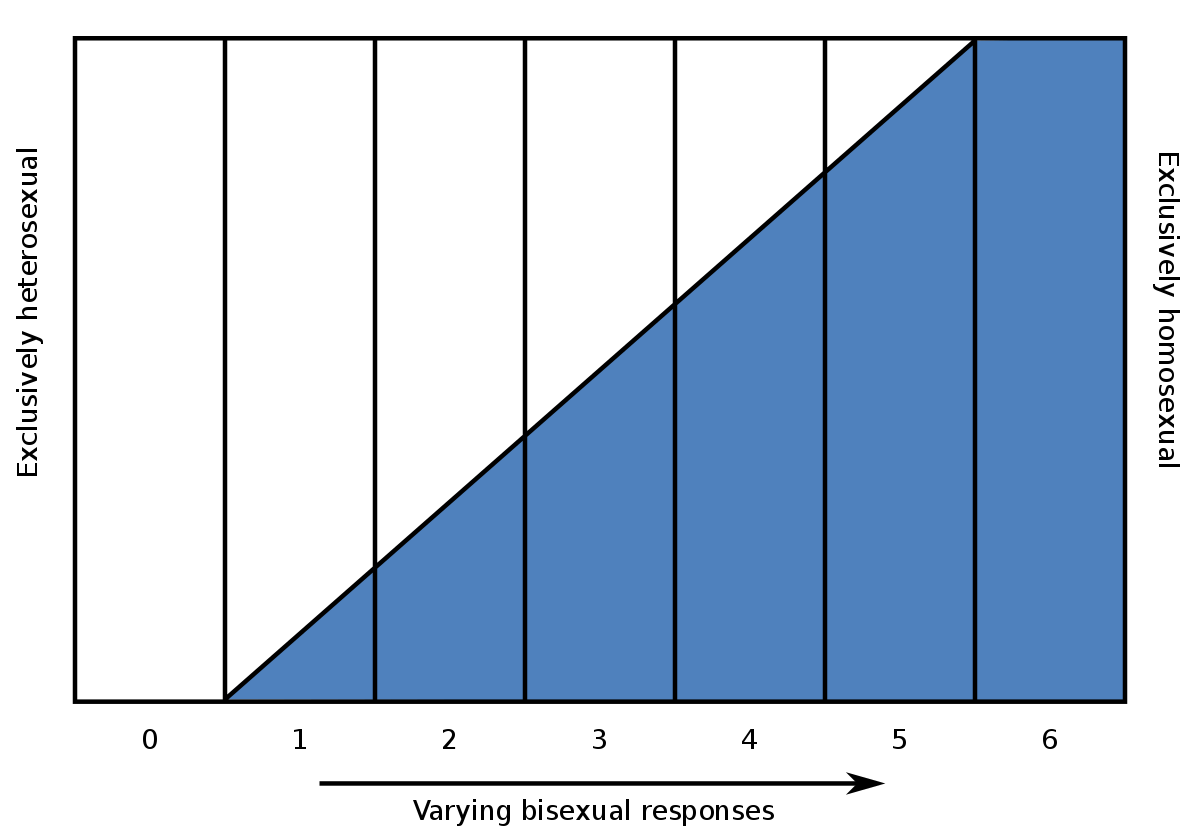 Exclusively heterosexual
Exclusively homosexual
0 1 2 3 4 5 6
Varying bisexual responses